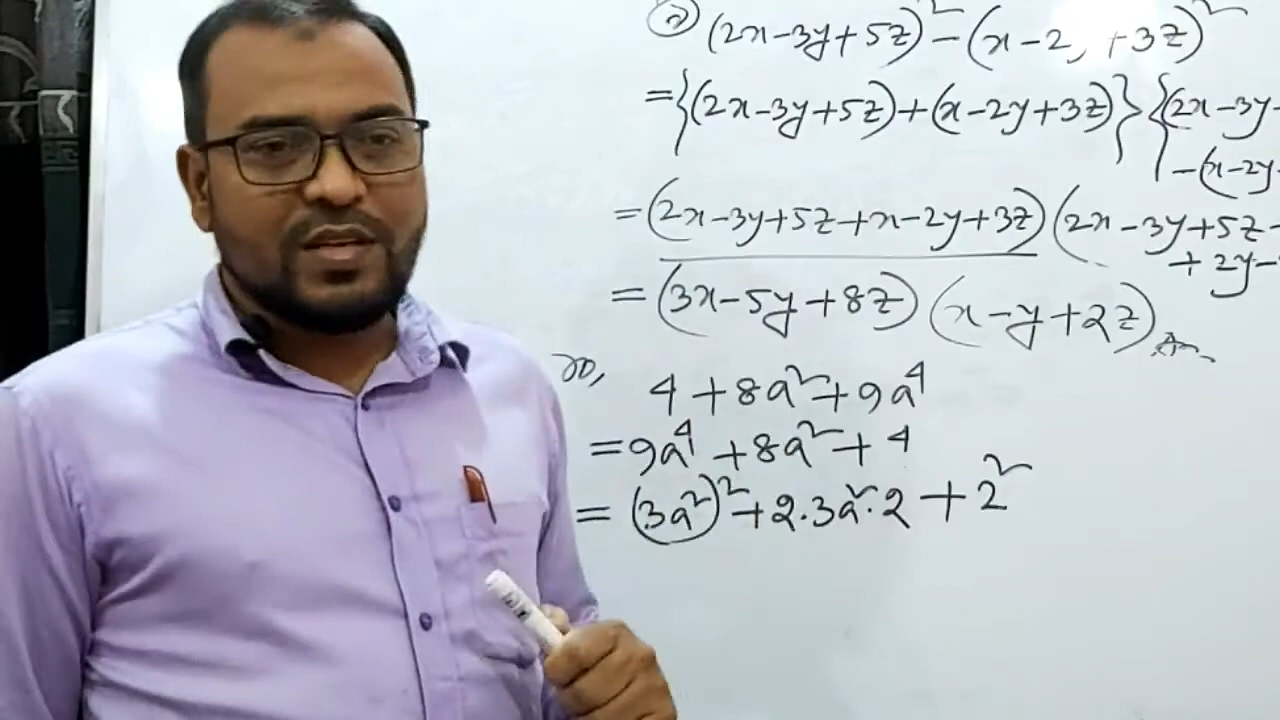 (২) (2x-3y+5z)² - (x-2, +3z)²
= {(2x-3y+5z)+(x-2y+3z)} {(2x-3y-
-(x-2y-
= (2x-3y+5z+x-2y+3z) (2x-3y+5z-
+2y-
= (3x-5y+8z) (x-y+2z)
4+8a²+9a⁴
= 9a⁴+8a²+4
= (3a²)²+2.3a².2+2²